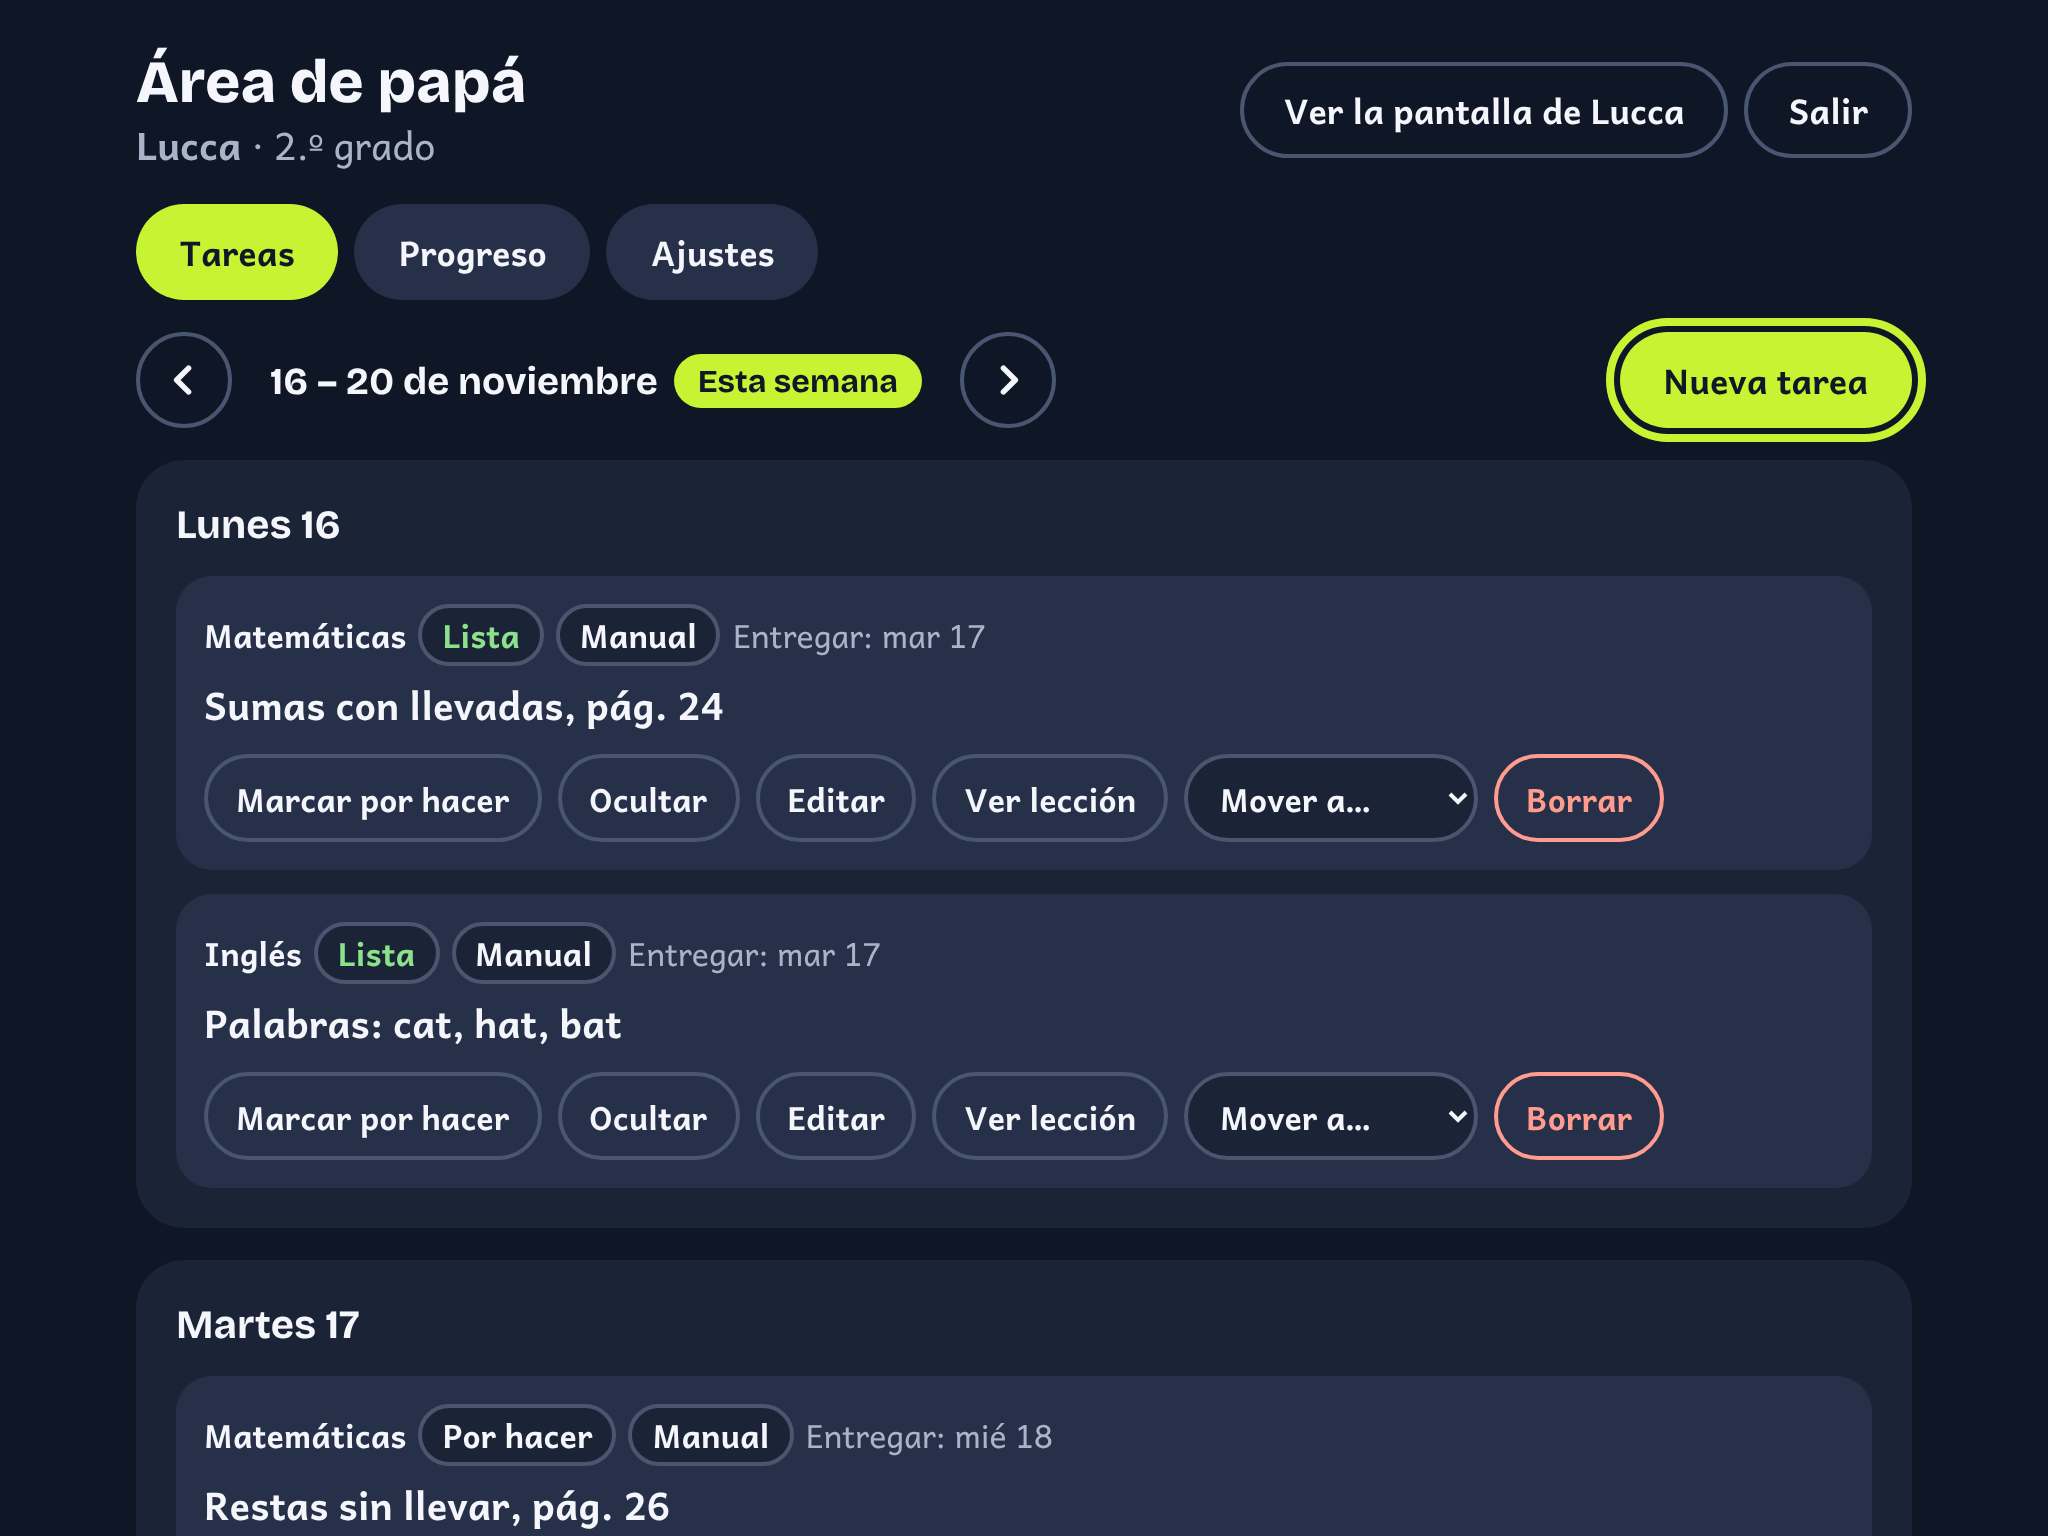 Área de papá
Lucca · 2.º grado
Ver la pantalla de Lucca
Salir
Tareas
Progreso
Ajustes
16 – 20 de noviembre
Esta semana
Nueva tarea
Lunes 16
Matemáticas Lista Manual Entregar: mar 17
Sumas con llevadas, pág. 24
Marcar por hacer Ocultar Editar Ver lección Mover a... Borrar
Inglés Lista Manual Entregar: mar 17
Palabras: cat, hat, bat
Marcar por hacer Ocultar Editar Ver lección Mover a... Borrar
Martes 17
Matemáticas Por hacer Manual Entregar: mié 18
Restas sin llevar, pág. 26